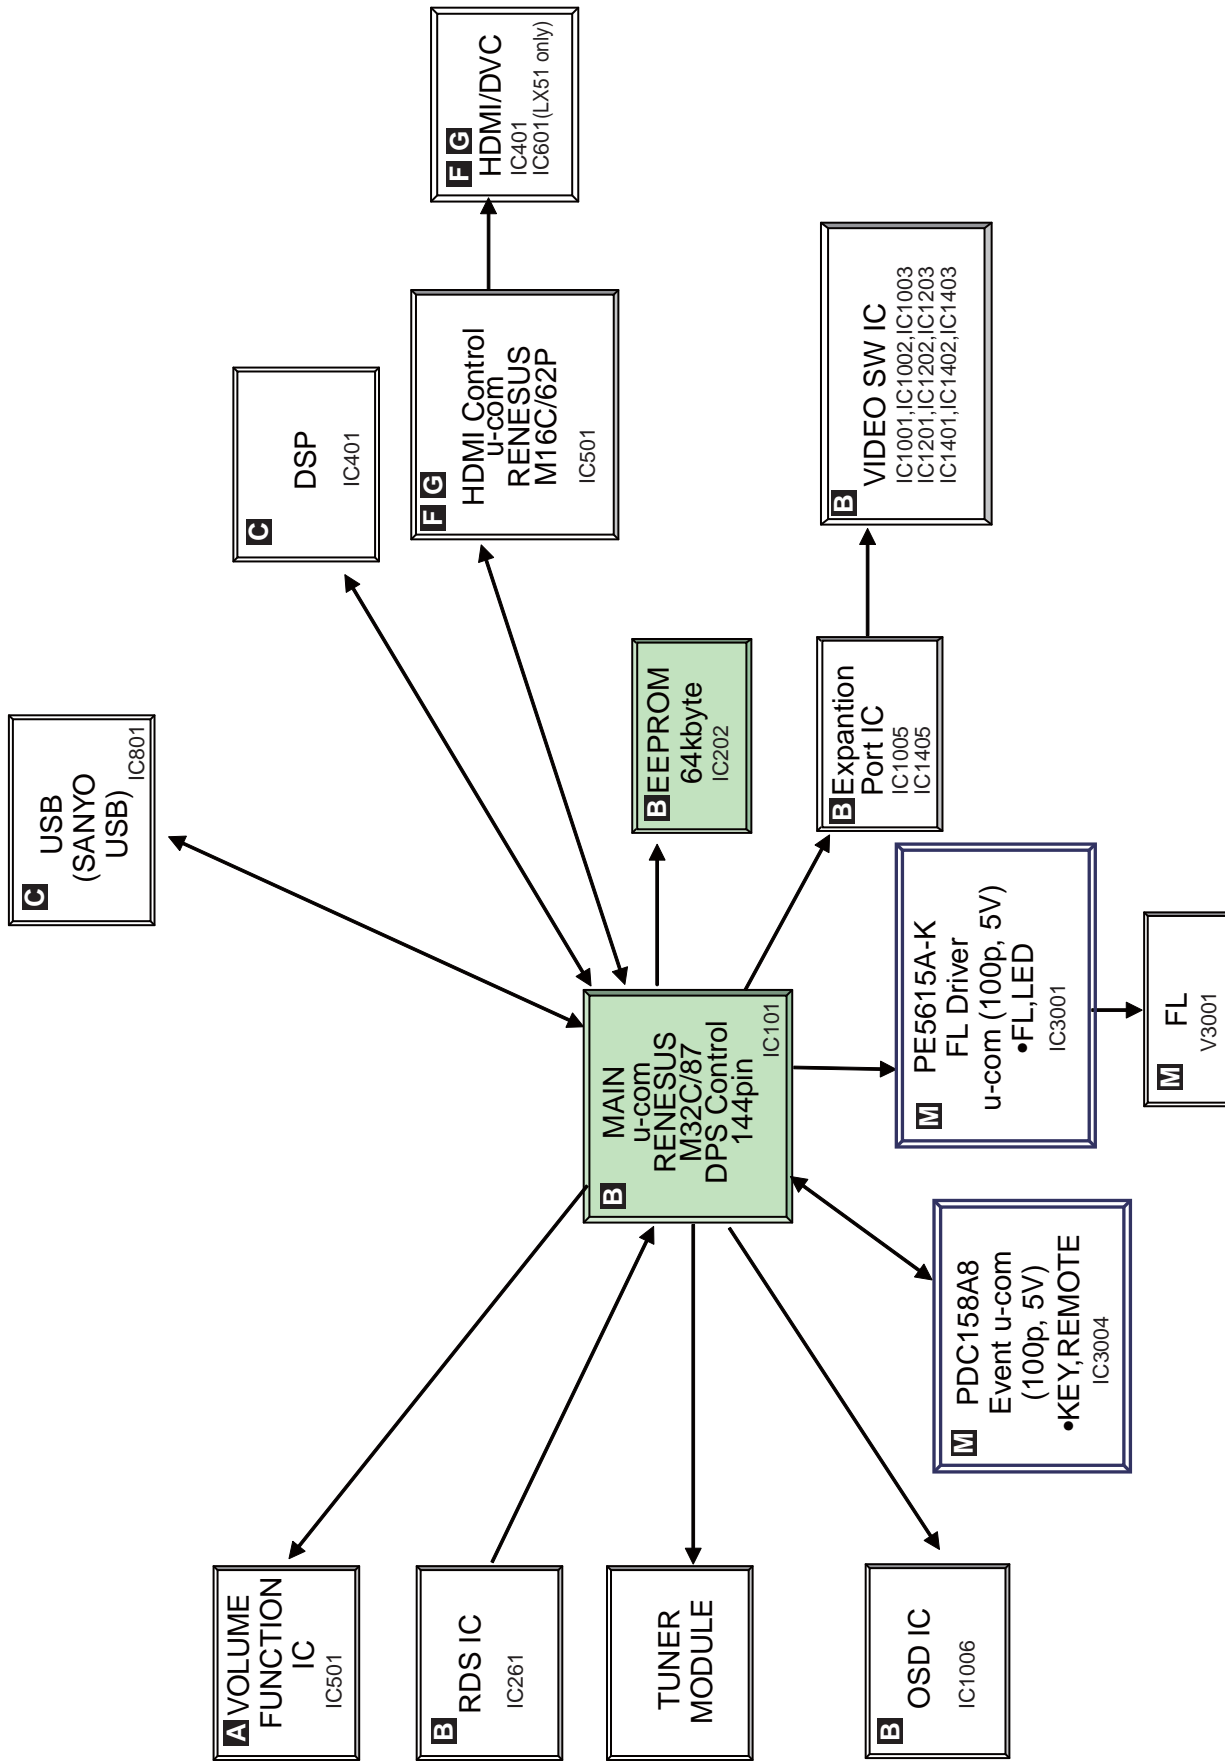 A VOLUME
FUNCTION
IC
IC501
B
RDS IC
IC261
TUNER
MODULE
B
OSD IC
IC1006
B
MAIN
u-com
RENESUS
M32C/87
DPS Control
144pin
IC101
M
PDC158A8
Event u-com
(100p, 5V)
•KEY,REMOTE
IC3004
M
PE5615A-K
FL Driver
u-com (100p, 5V)
•FL,LED
IC3001
M
FL
V3001
C
USB
(SANYO
USB)
IC801
B EEPROM
64kbyte
IC202
B Expantion
Port IC
IC1005
IC1405
C
DSP
IC401
F G
HDMI Control
u-com
RENESUS
M16C/62P
IC501
B
VIDEO SW IC
IC1001,IC1002,IC1003
IC1201,IC1202,IC1203
IC1401,IC1402,IC1403
F G
HDMI/DVC
IC401
IC601(LX51 only)